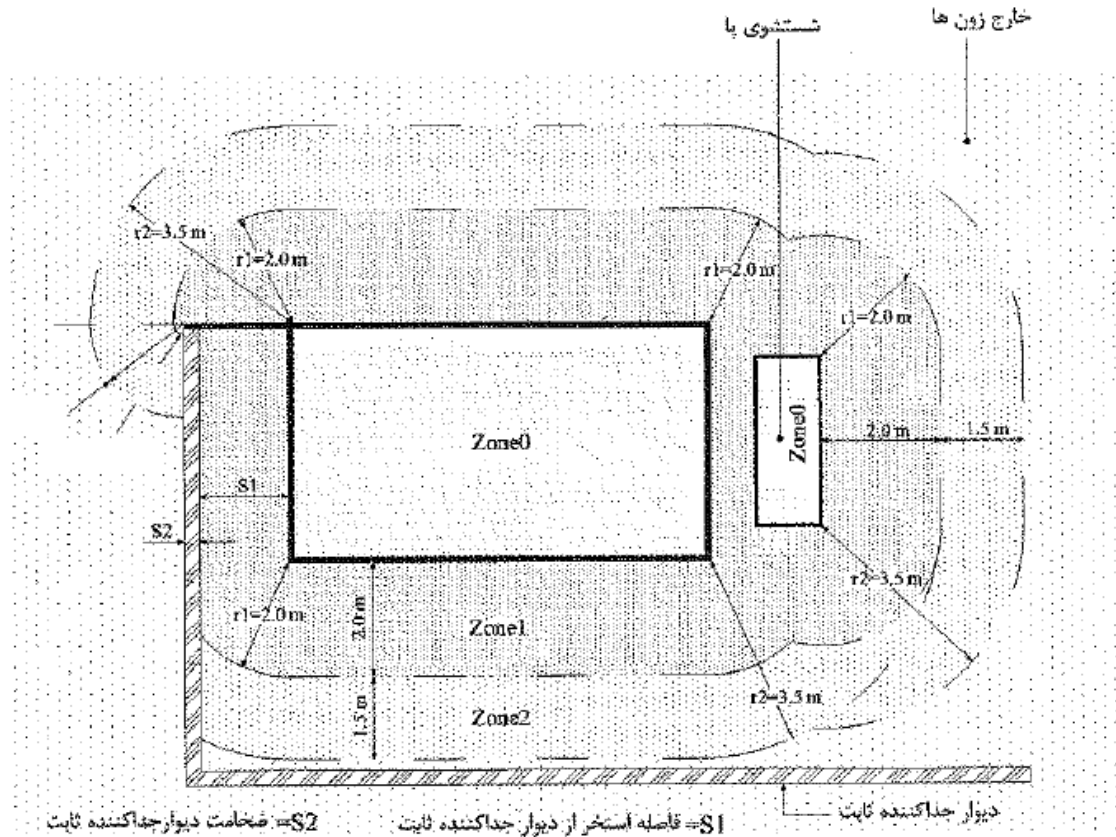 شستشوی پا
خارج زون ها
r2=3.5 m
r1=2.0 m
r1=2.0 m
r1=2.0 m
Zone0
Zone0
2.0 m
1.5 m
S1
S2
r2=3.5 m
r1=2.0 m
2.0 m
Zone1
r2=3.5 m
1.5 m
Zone2
دیوار جداکننده ثابت
S1= فاصله استخر از دیوار جداکننده ثابت
S2= ضخامت دیوار جداکننده ثابت